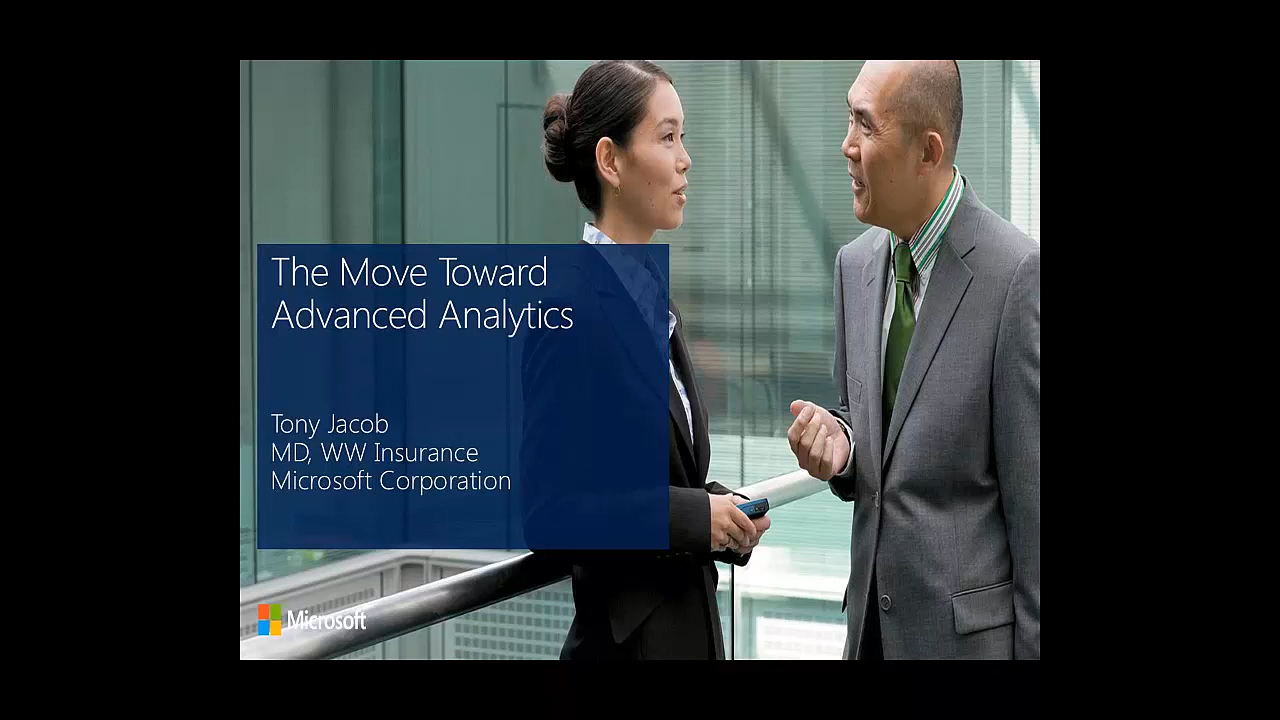 The Move Toward
Advanced Analytics
Tony Jacob
MD, WW Insurance
Microsoft Corporation
Microsoft